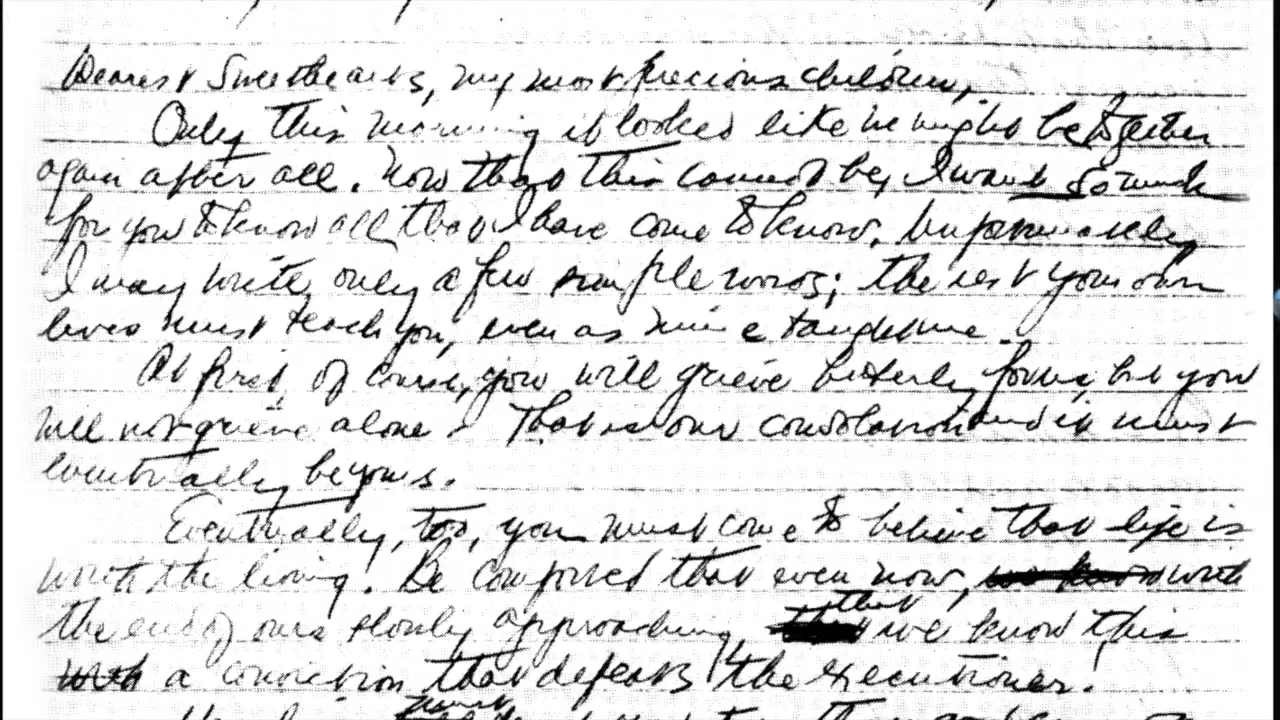 Dearest Sweethearts, my most precious children,
Only this morning it looked like we might be together
again after all. Now that this cannot be, I want so much
for you to know all that I have come to know. Unfortunately
I may write only a few simple words; the rest your own
lives must teach you, even as mine taught me.
At first, of course, you will grieve bitterly for us, but you
will not grieve alone. That is our consolation and it must
eventually be yours.
Eventually, too, you must come to believe that life is
worth the living. Be comforted that even now, we know with
the end of ours slowly approaching, that we know this
with a conviction that defeats the executioner.
must